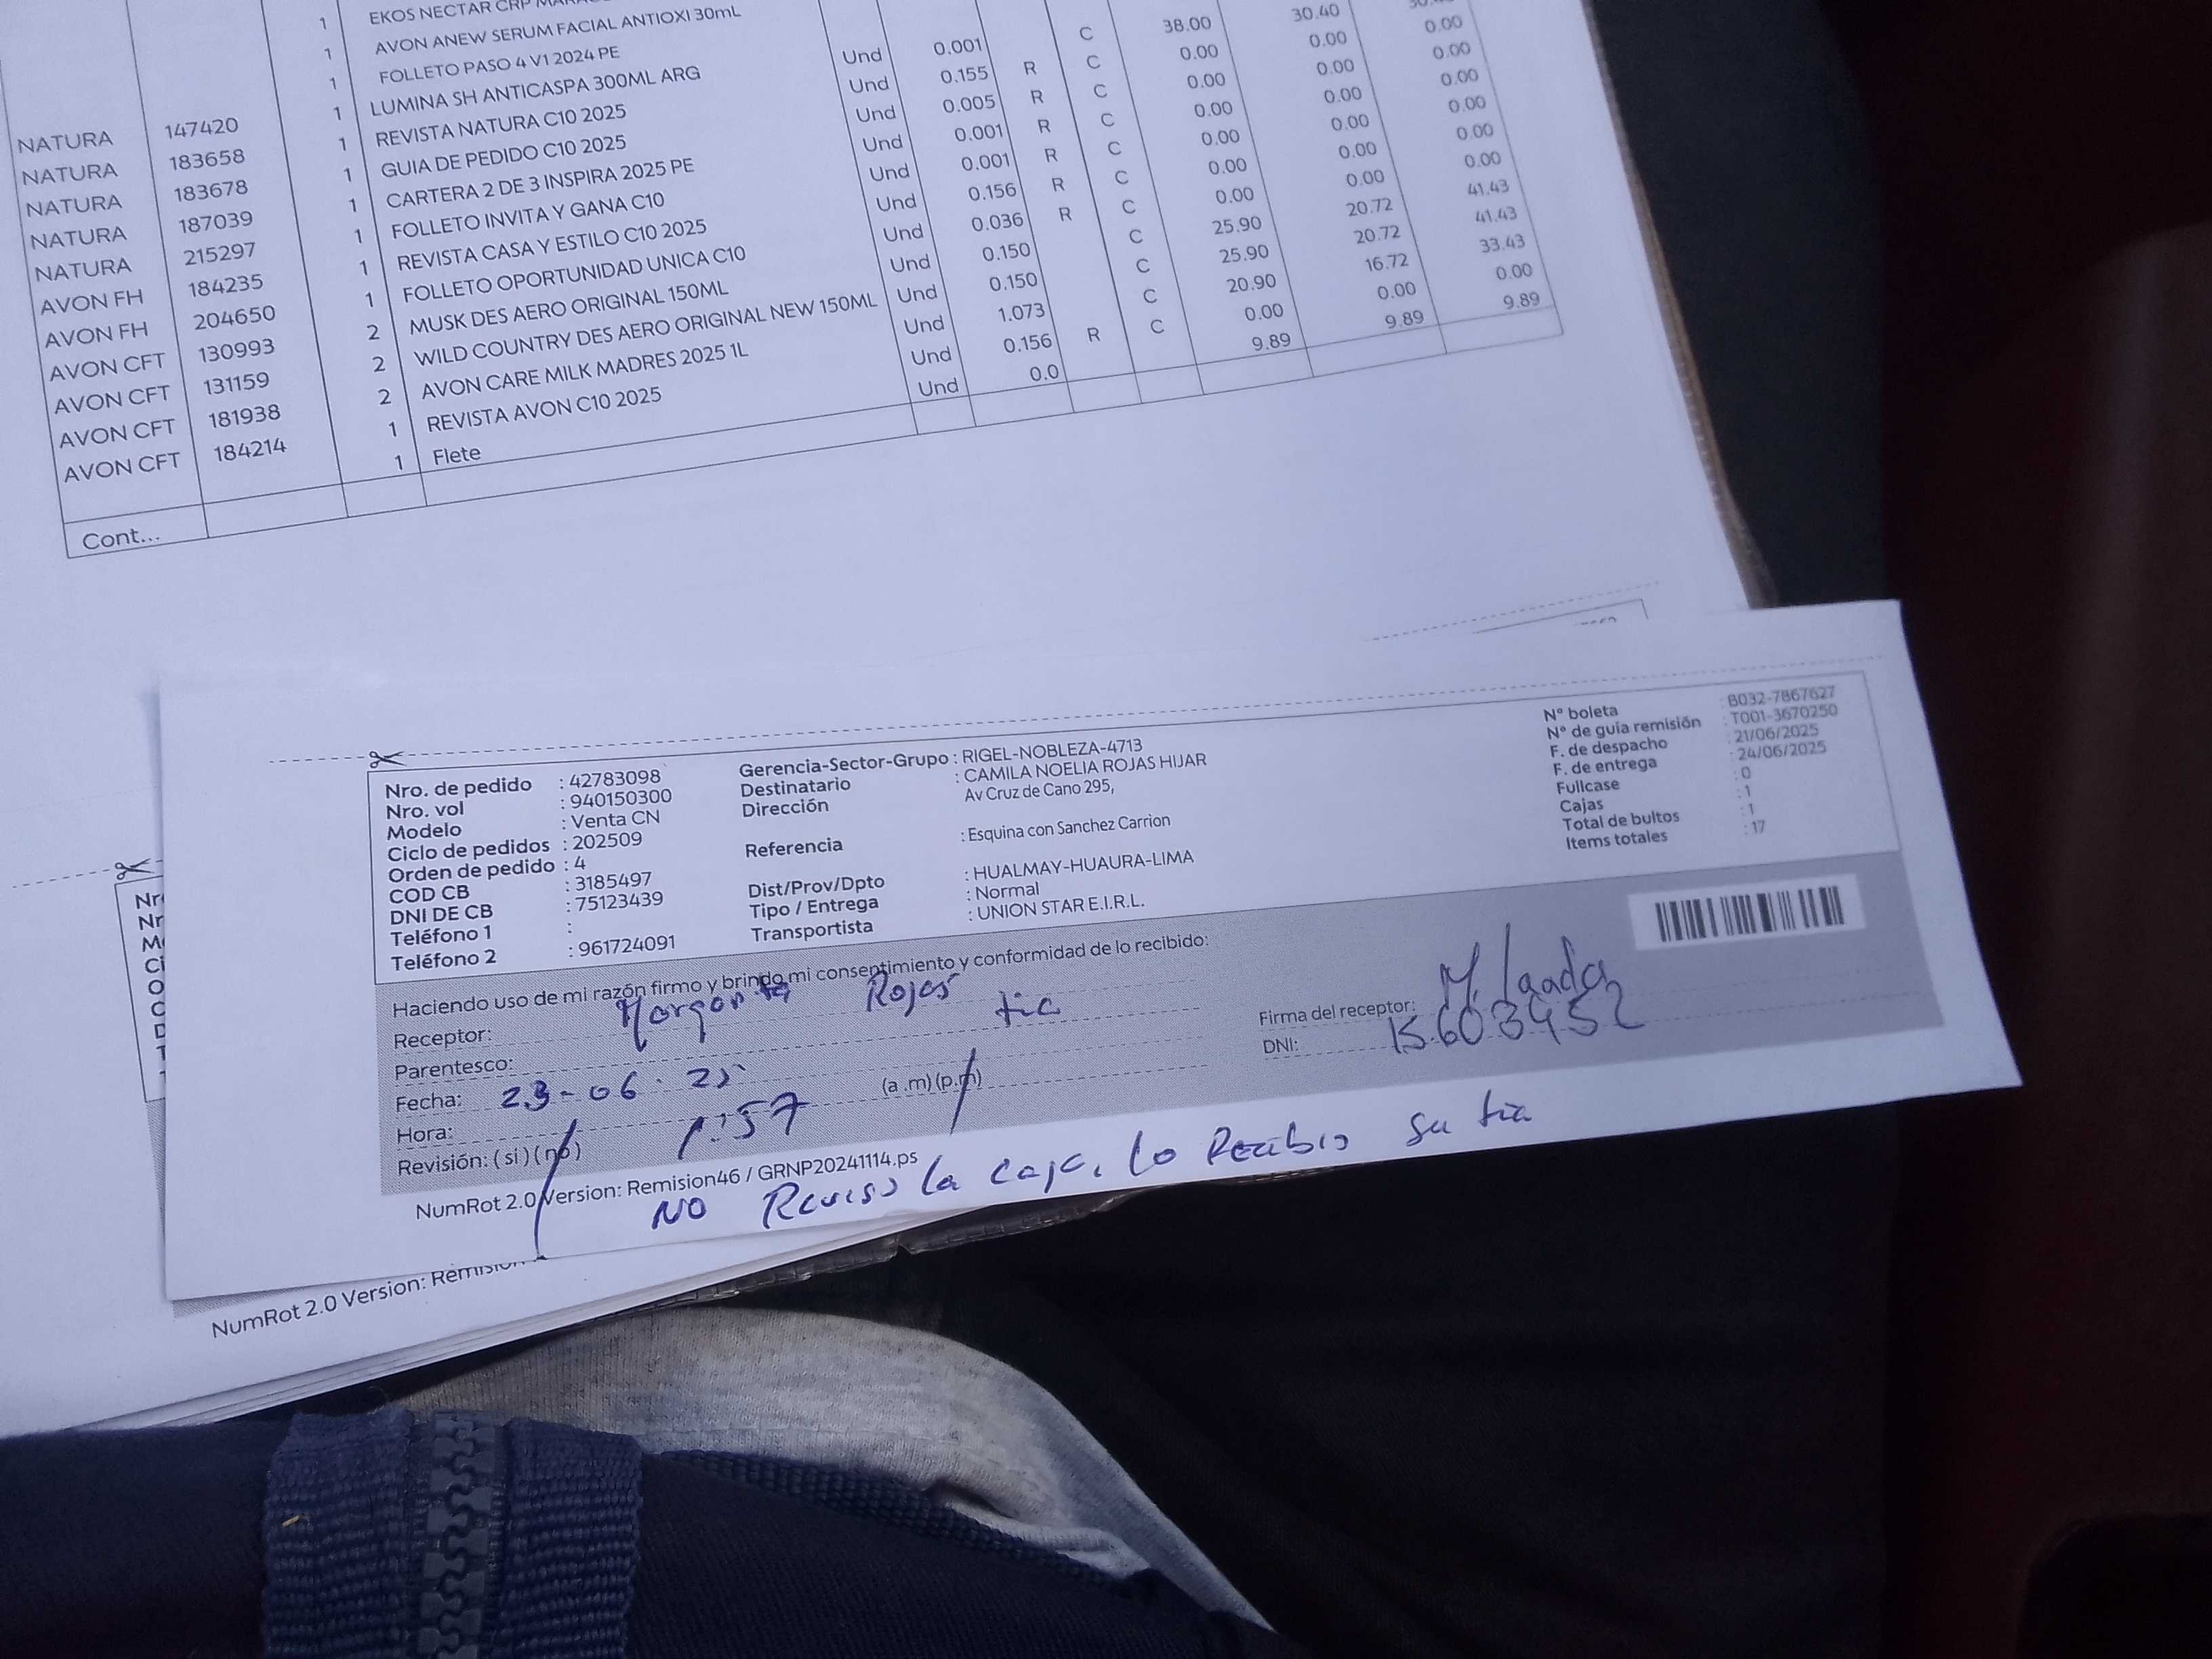 1 EKOS NECTAR CRP
1 AVON ANEW SERUM FACIAL ANTIOXI 30mL C 38.00 30.40
1 FOLLETO PASO 4 V1 2024 PE Und 0.001 C 0.00 0.00 0.00
NATURA 147420 1 LUMINA SH ANTICASPA 300ML ARG Und 0.155 R C 0.00 0.00 0.00
NATURA 183658 1 REVISTA NATURA C10 2025 Und 0.005 R C 0.00 0.00 0.00
NATURA 183678 1 GUIA DE PEDIDO C10 2025 Und 0.001 R C 0.00 0.00 0.00
NATURA 187039 1 CARTERA 2 DE 3 INSPIRA 2025 PE Und 0.001 R C 0.00 0.00 0.00
NATURA 215297 1 FOLLETO INVITA Y GANA C10 Und 0.156 R C 0.00 0.00 0.00
AVON FH 184235 1 REVISTA CASA Y ESTILO C10 2025 Und 0.036 R C 25.90 20.72 41.43
AVON FH 204650 1 FOLLETO OPORTUNIDAD UNICA C10 Und 0.150 C 25.90 20.72 41.43
AVON CFT 130993 2 MUSK DES AERO ORIGINAL 150ML Und 0.150 C 20.90 16.72 33.43
AVON CFT 131159 2 WILD COUNTRY DES AERO ORIGINAL NEW 150ML Und 1.073 C 0.00 0.00 0.00
AVON CFT 181938 2 AVON CARE MILK MADRES 2025 1L Und 0.156 R C 9.89 9.89 9.89
AVON CFT 184214 1 REVISTA AVON C10 2025 Und 0.0
1 Flete
Cont...
Nro. de pedido : 42783098
Nro. vol : 940150300
Modelo : Venta CN
Ciclo de pedidos : 202509
Orden de pedido : 4
COD CB : 3185497
DNI DE CB : 75123439
Teléfono 1 :
Teléfono 2 : 961724091
Gerencia-Sector-Grupo : RIGEL-NOBLEZA-4713
Destinatario : CAMILA NOELIA ROJAS HIJAR
Dirección Av Cruz de Cano 295,
Referencia : Esquina con Sanchez Carrion
Dist/Prov/Dpto : HUALMAY-HUAURA-LIMA
Tipo / Entrega : Normal
Transportista : UNION STAR E.I.R.L.
N° boleta : B032-7867627
N° de guía remisión : T001-3670250
F. de despacho : 21/06/2025
F. de entrega : 24/06/2025
Fullcase : 0
Cajas : 1
Total de bultos : 1
Items totales : 17
Haciendo uso de mi razón firmo y brindo mi consentimiento y conformidad de lo recibido:
Receptor: Margarita Rojas
Parentesco: tia
Fecha: 23-06-25
Hora: 1:57 (a .m) (p.m)
Revisión: (si) (no)
Firma del receptor:
DNI: 15603452
NumRot 2.0 Version: Remision46 / GRNP20241114.ps
NO Reviso la caja, lo Recibio su tia
NumRot 2.0 Version: